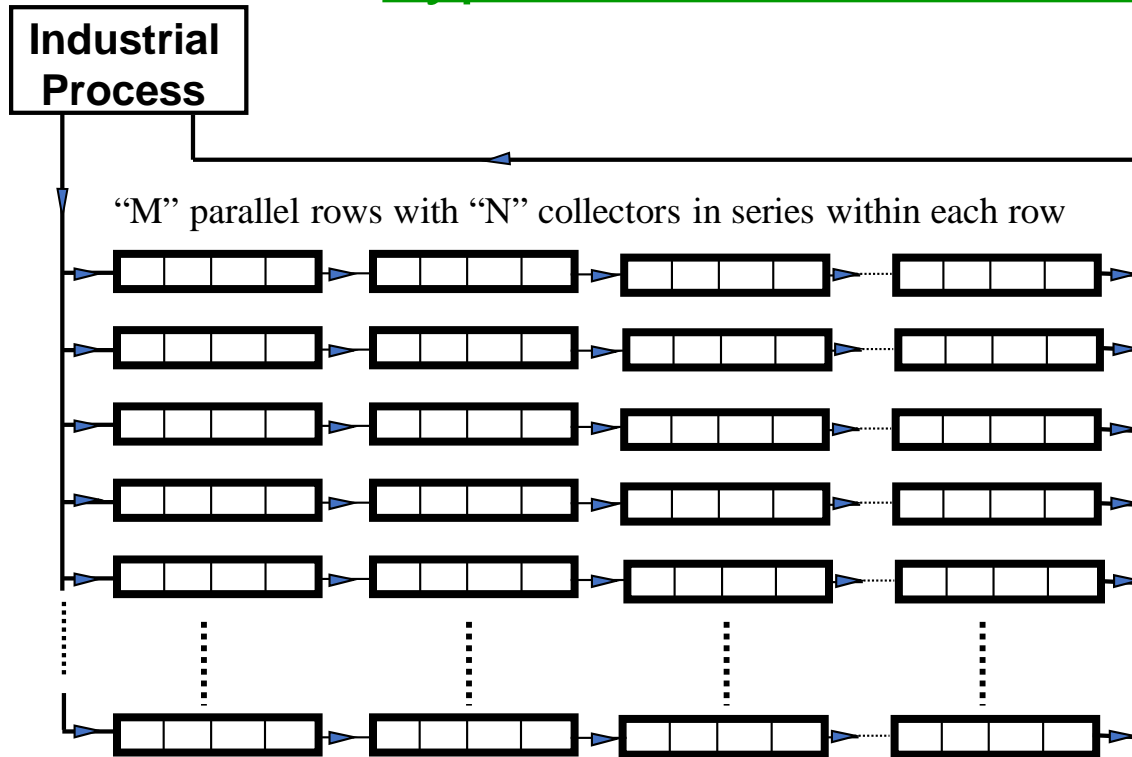 Industrial
Process
“M” parallel rows with “N” collectors in series within each row